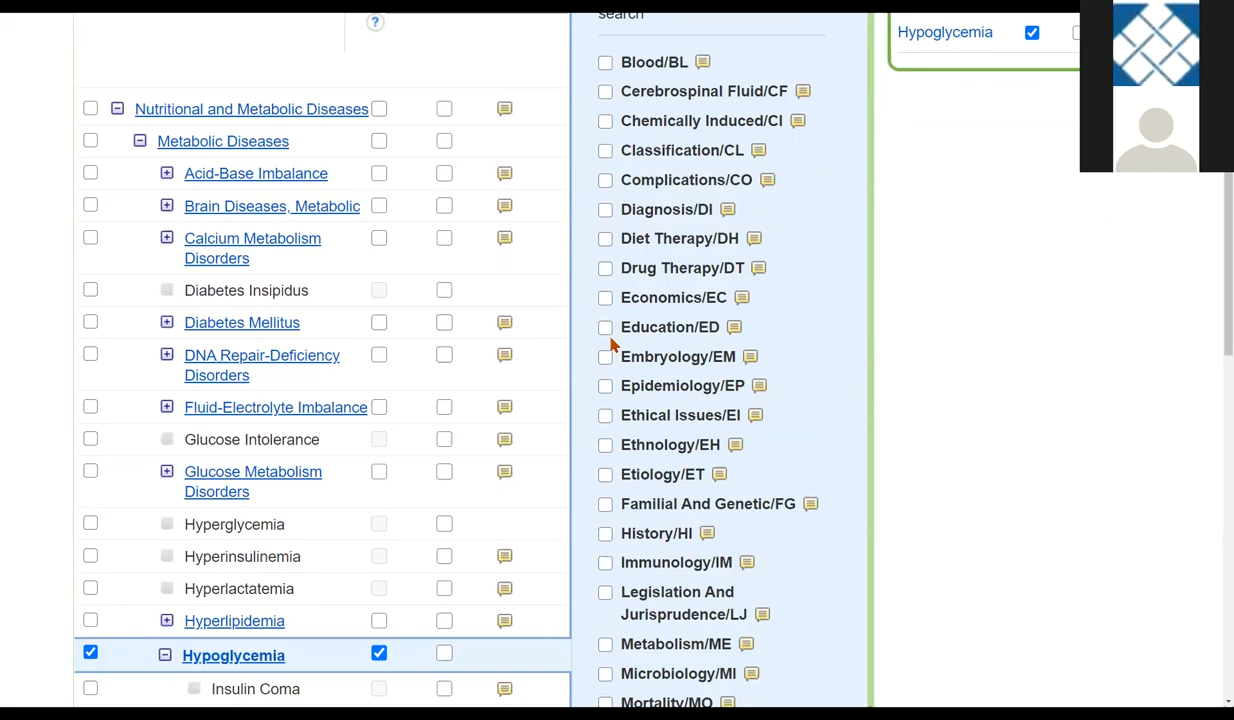 search
Hypoglycemia
?
Nutritional and Metabolic Diseases
Metabolic Diseases
Acid-Base Imbalance
Brain Diseases, Metabolic
Calcium Metabolism
Disorders
Diabetes Insipidus
Diabetes Mellitus
DNA Repair-Deficiency
Disorders
Fluid-Electrolyte Imbalance
Glucose Intolerance
Glucose Metabolism
Disorders
Hyperglycemia
Hyperinsulinemia
Hyperlactatemia
Hyperlipidemia
Hypoglycemia
Insulin Coma
Blood/BL
Cerebrospinal Fluid/CF
Chemically Induced/CI
Classification/CL
Complications/CO
Diagnosis/DI
Diet Therapy/DH
Drug Therapy/DT
Economics/EC
Education/ED
Embryology/EM
Epidemiology/EP
Ethical Issues/EI
Ethnology/EH
Etiology/ET
Familial And Genetic/FG
History/HI
Immunology/IM
Legislation And
Jurisprudence/LJ
Metabolism/ME
Microbiology/MI
Mortality/MO